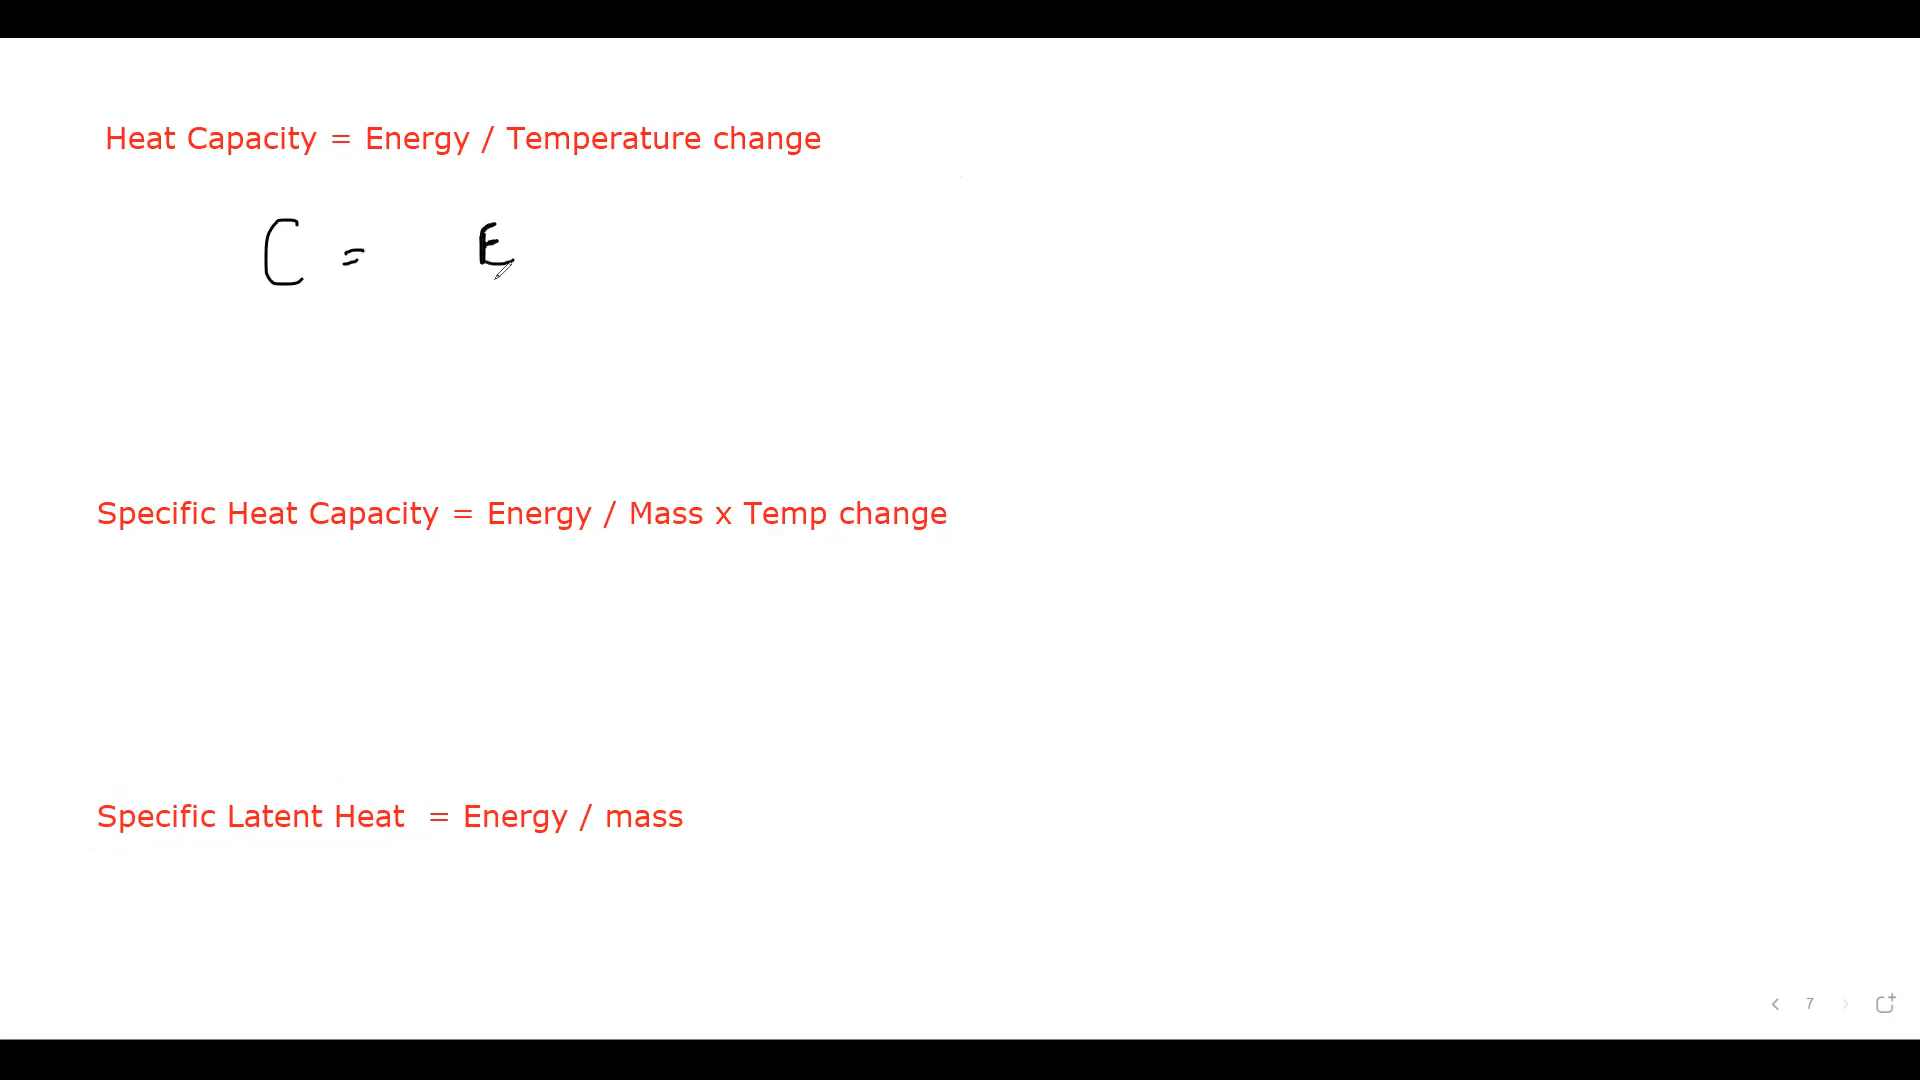 Heat Capacity = Energy / Temperature change
C = E
Specific Heat Capacity = Energy / Mass x Temp change
Specific Latent Heat = Energy / mass
7